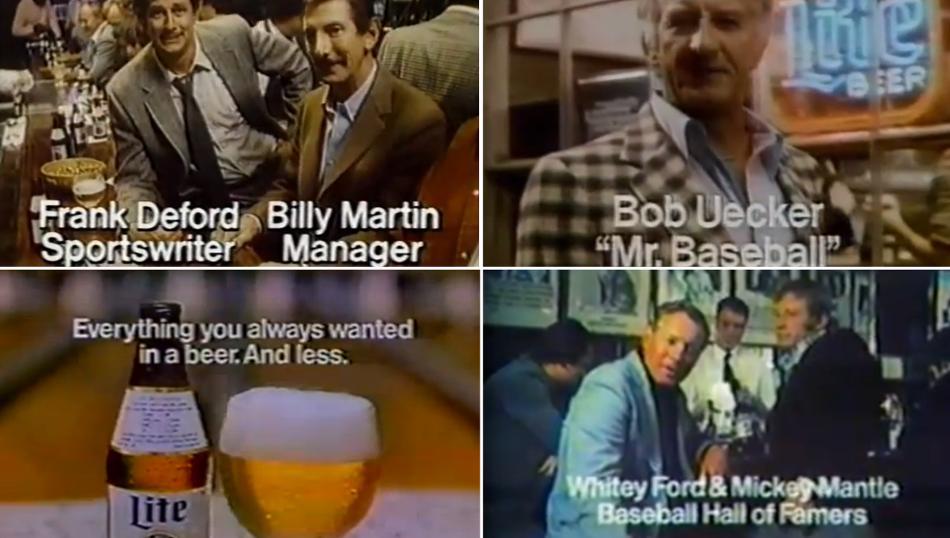 Frank Deford
Sportswriter
Billy Martin
Manager
Lite
BEER
Bob Uecker
“Mr. Baseball”
Everything you always wanted
in a beer. And less.
Lite
Whitey Ford & Mickey Mantle
Baseball Hall of Famers